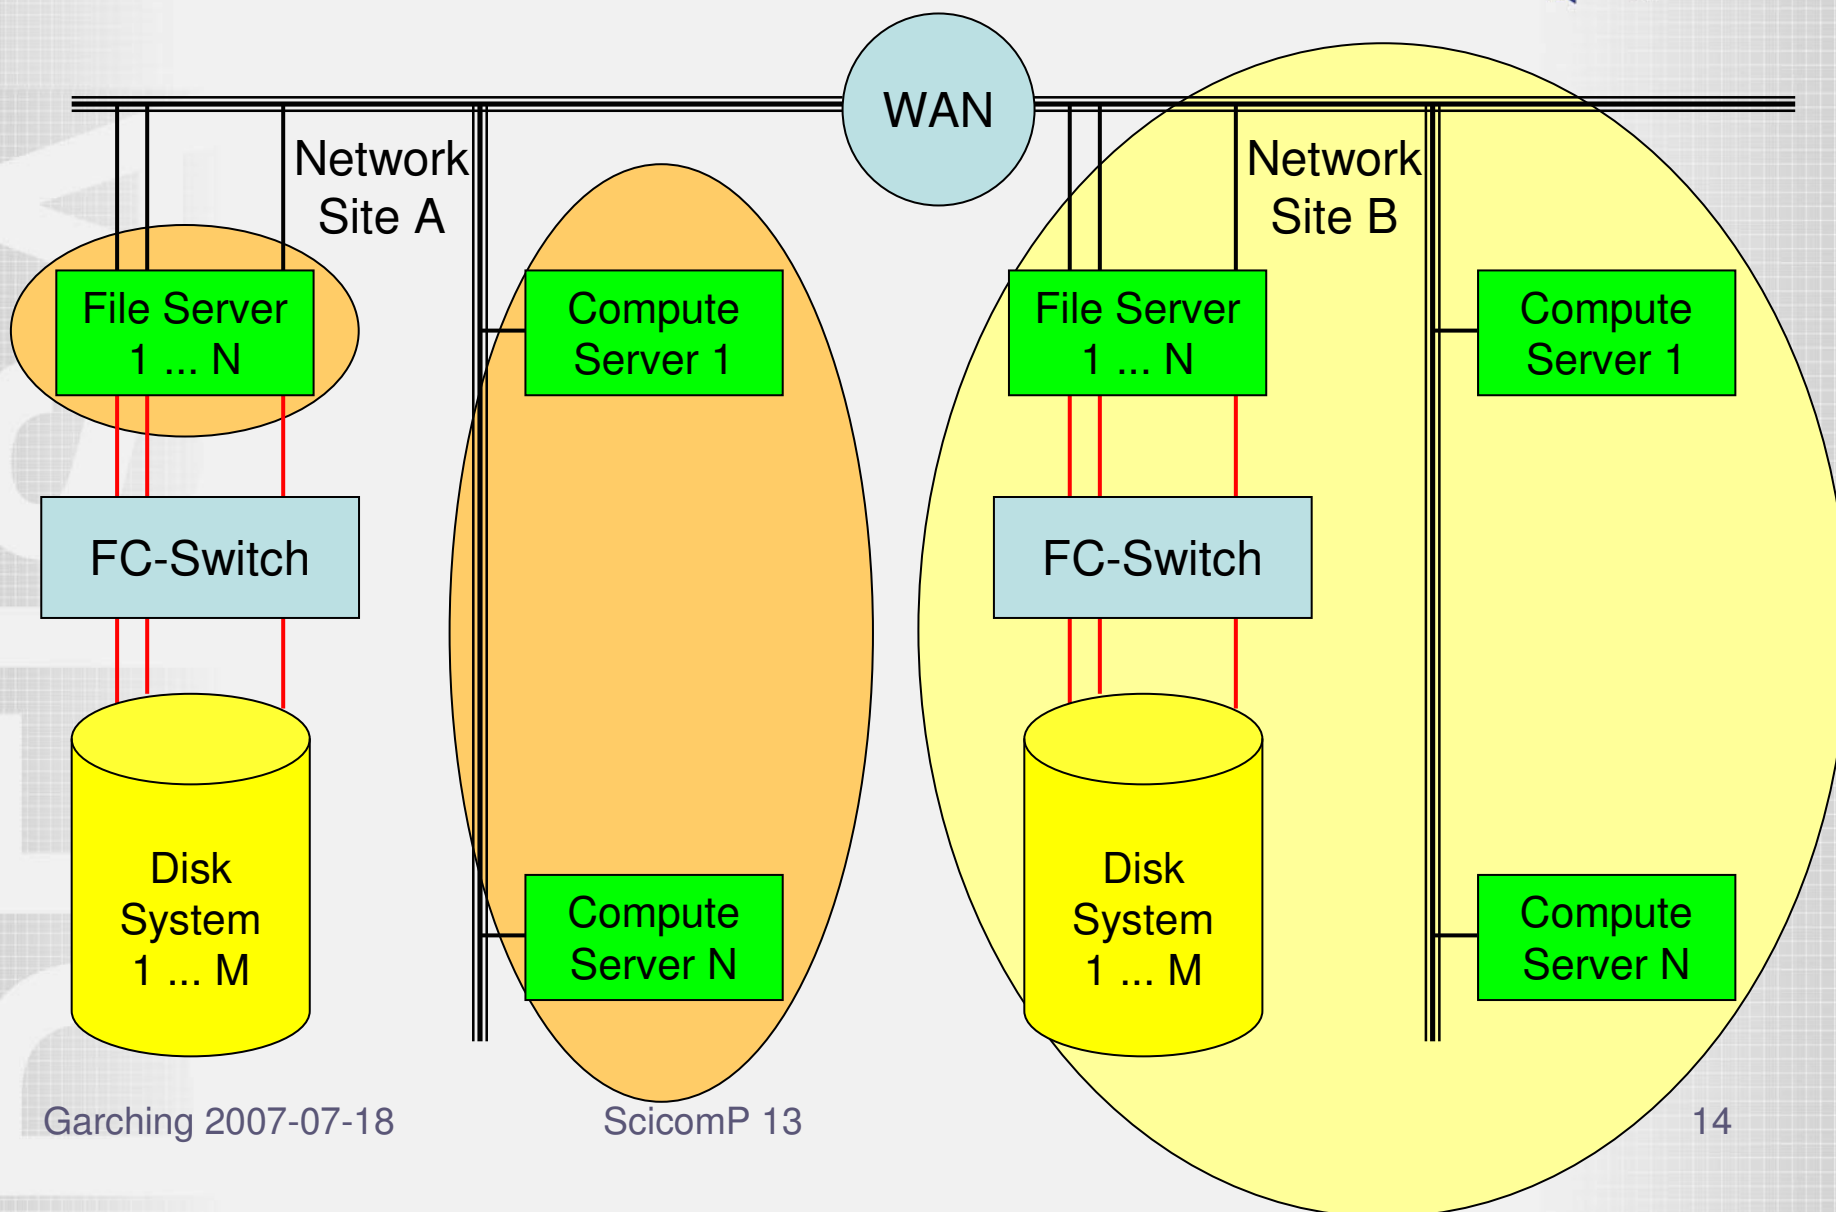 WAN
Network
Site A
File Server
1 ... N
Compute
Server 1
FC-Switch
Disk
System
1 ... M
Compute
Server N
Network
Site B
File Server
1 ... N
Compute
Server 1
FC-Switch
Disk
System
1 ... M
Compute
Server N
Garching 2007-07-18
ScicomP 13
14